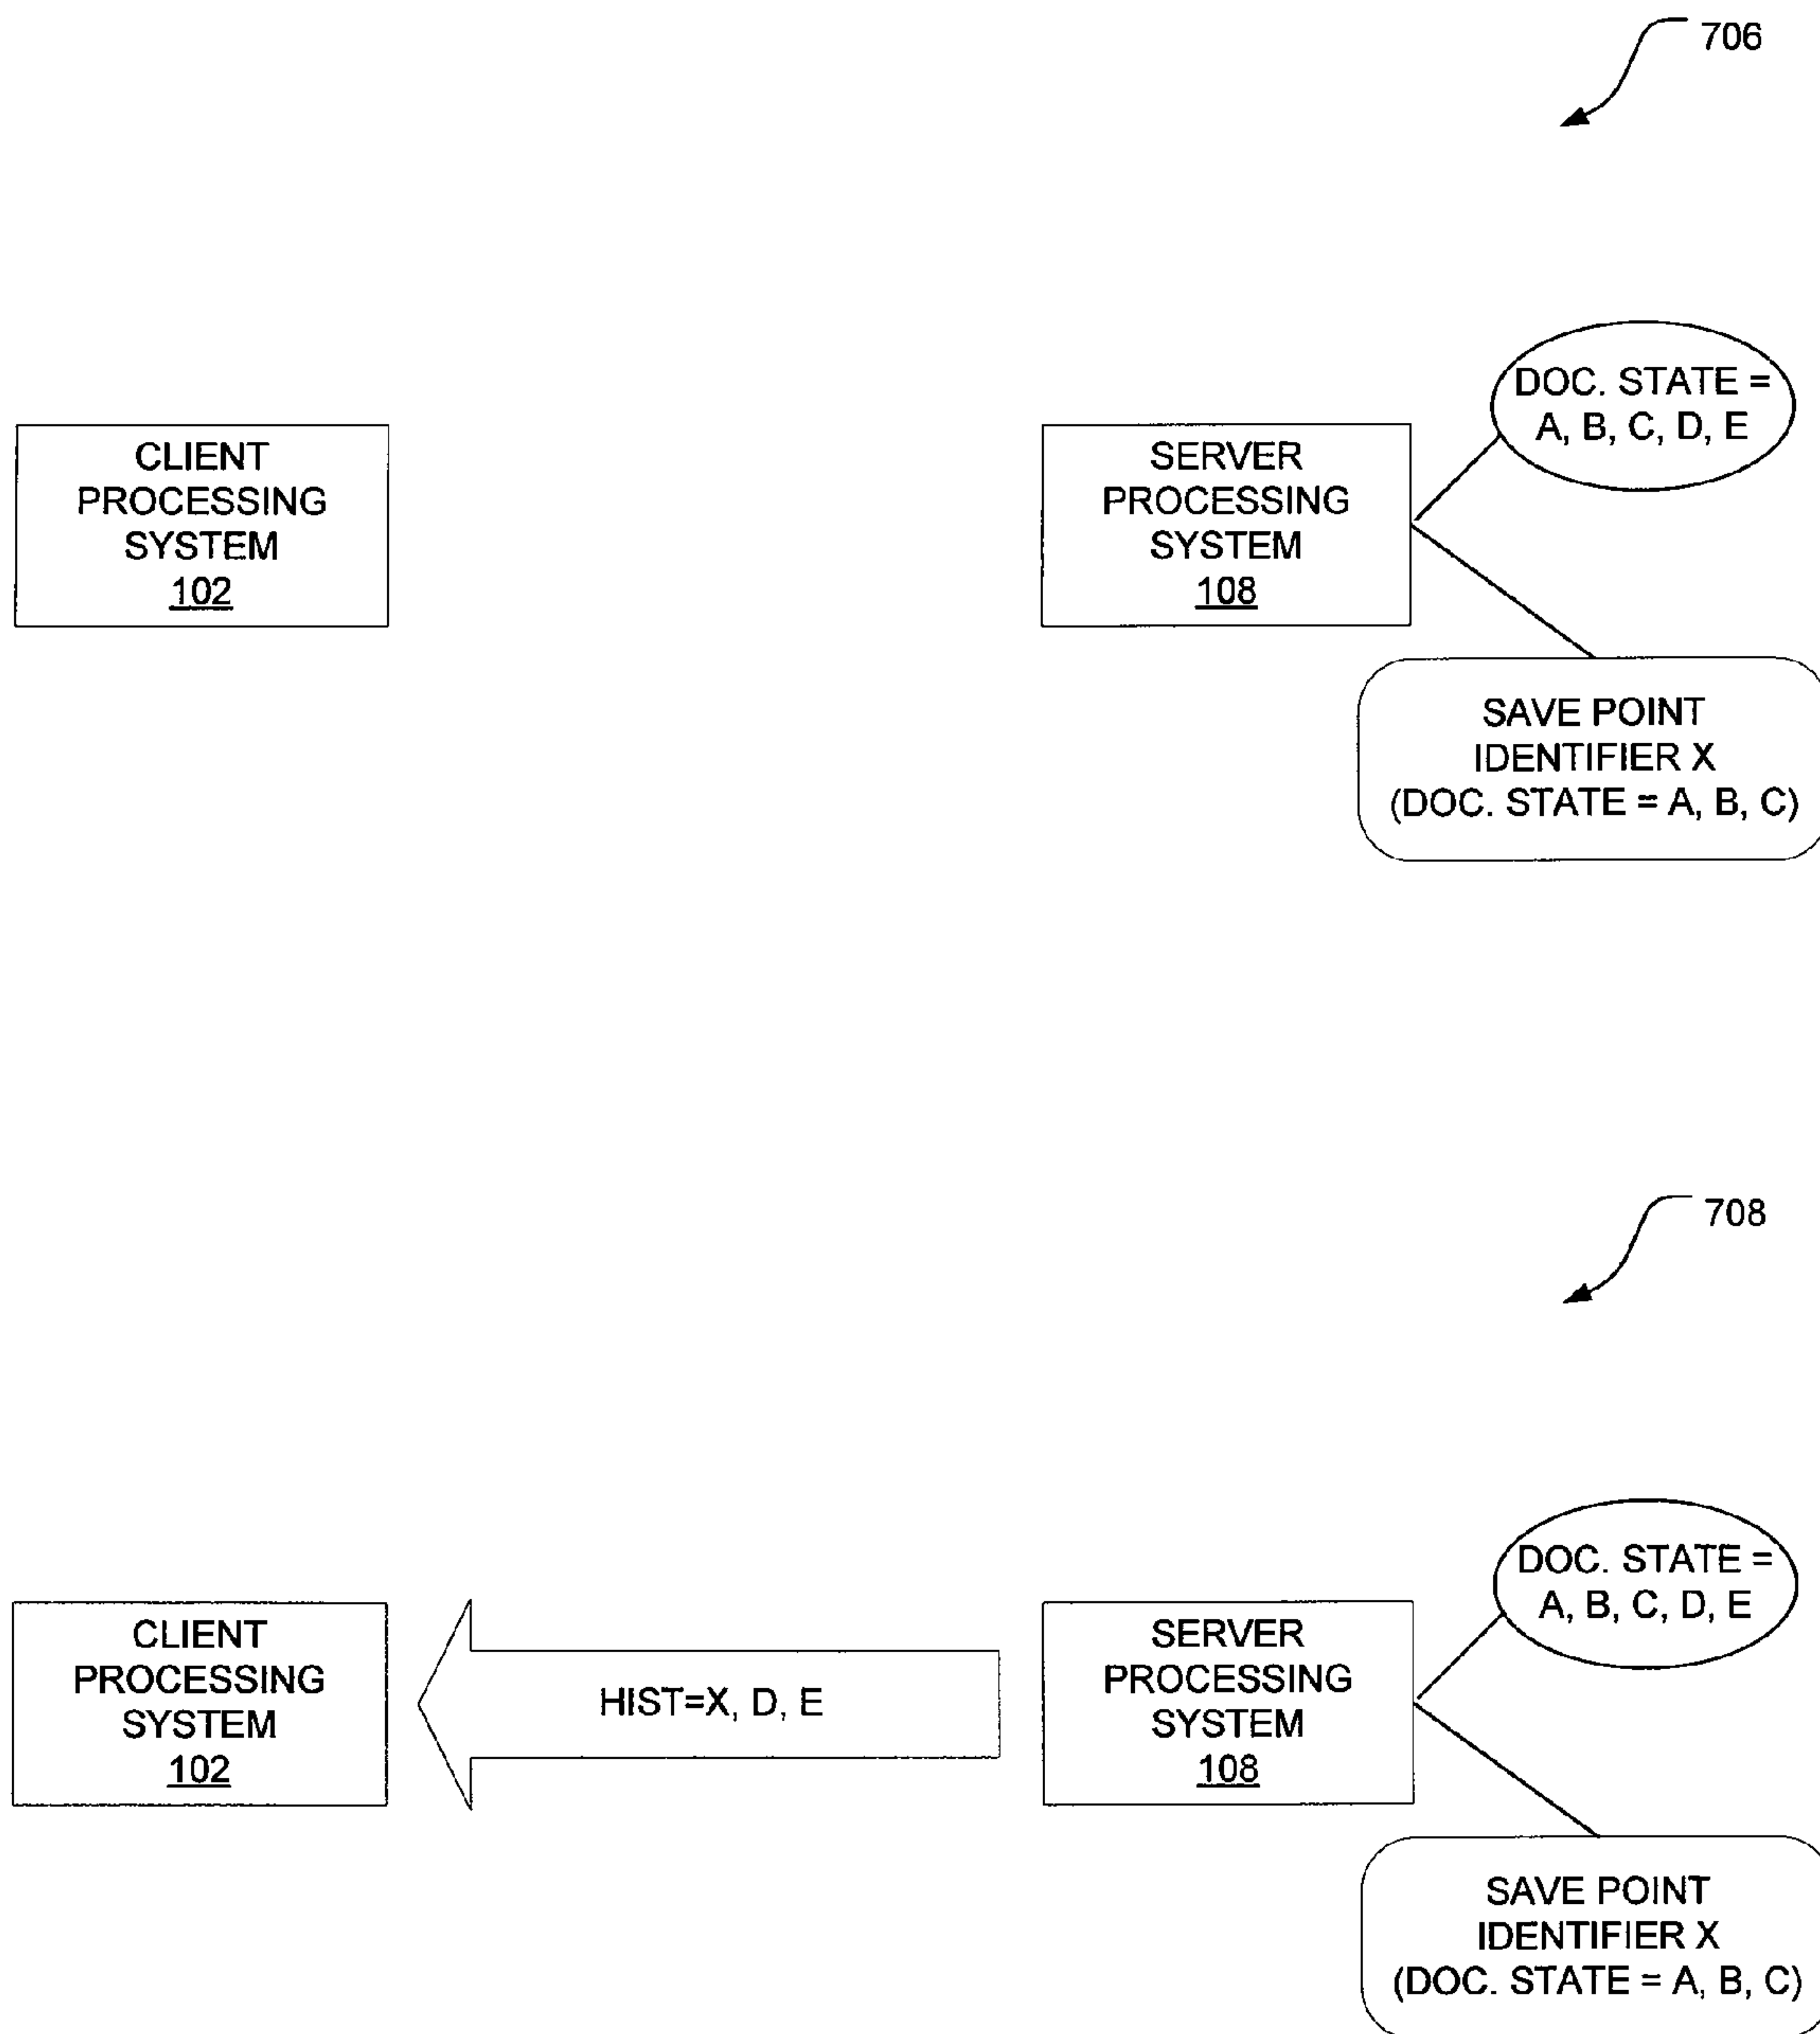 706
CLIENT
PROCESSING
SYSTEM
102
SERVER
PROCESSING
SYSTEM
108
DOC. STATE =
A, B, C, D, E
SAVE POINT
IDENTIFIER X
(DOC. STATE = A, B, C)
708
CLIENT
PROCESSING
SYSTEM
102
HIST=X, D, E
SERVER
PROCESSING
SYSTEM
108
DOC. STATE =
A, B, C, D, E
SAVE POINT
IDENTIFIER X
(DOC. STATE = A, B, C)